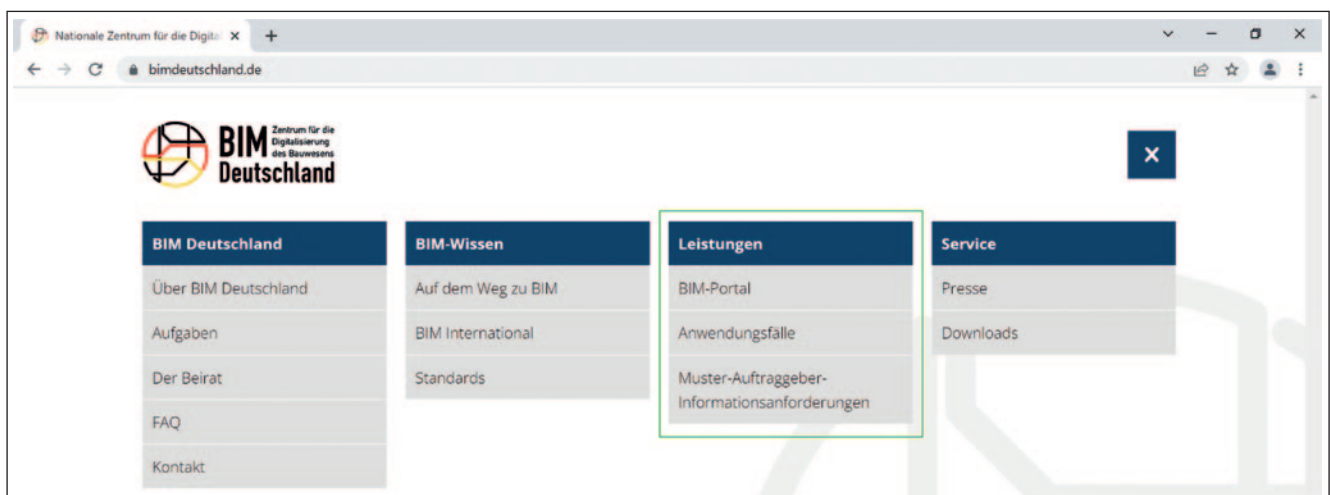 Nationale Zentrum für die Digita
bimdeutschland.de
BIM Zentrum für die
Digitalisierung
des Bauwesens
Deutschland
BIM Deutschland
Über BIM Deutschland
Aufgaben
Der Beirat
FAQ
Kontakt
BIM-Wissen
Auf dem Weg zu BIM
BIM International
Standards
Leistungen
BIM-Portal
Anwendungsfälle
Muster-Auftraggeber-
Informationsanforderungen
Service
Presse
Downloads